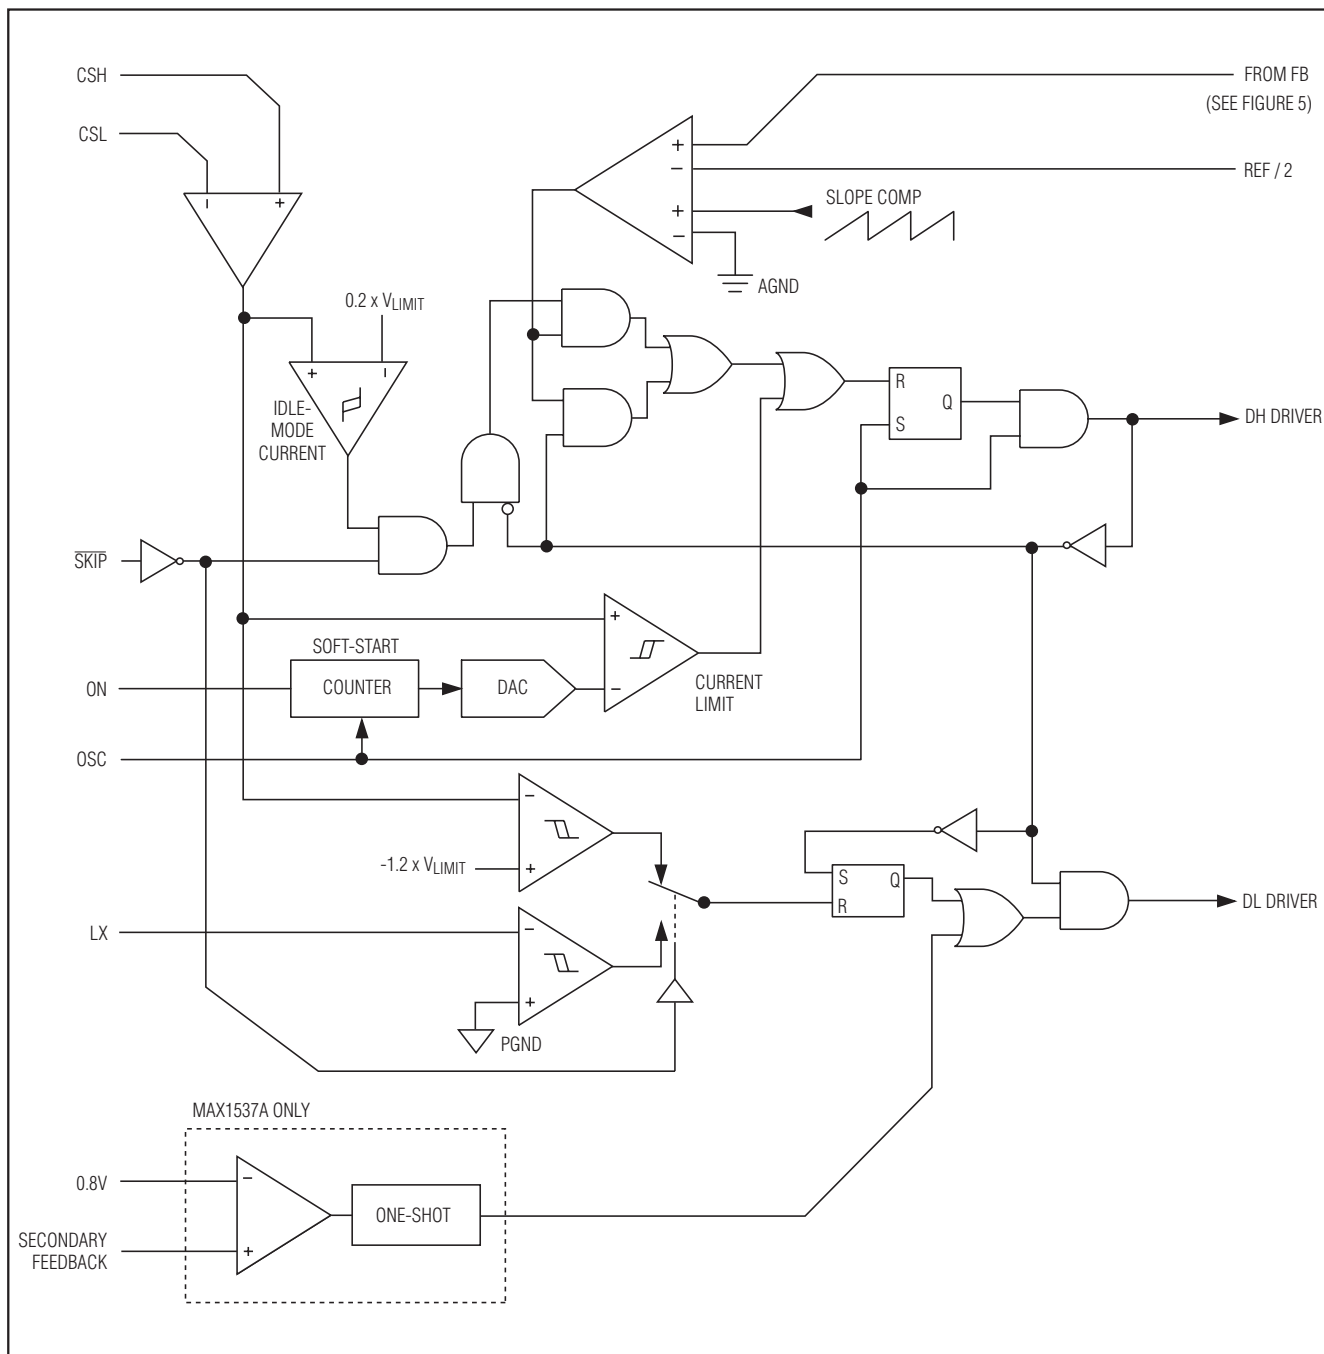 CSH
FROM FB
(SEE FIGURE 5)
CSL
+
−
REF / 2
− +
SLOPE COMP
+
−
AGND
0.2 x VLIMIT
+ −
IDLE-
MODE
CURRENT
R
Q
S
DH DRIVER
SKIP
+
SOFT-START
ON
COUNTER
DAC
−
CURRENT
LIMIT
OSC
−
-1.2 x VLIMIT
+
S
Q
R
DL DRIVER
LX
−
+
PGND
MAX1537A ONLY
0.8V
−
ONE-SHOT
SECONDARY
FEEDBACK
+